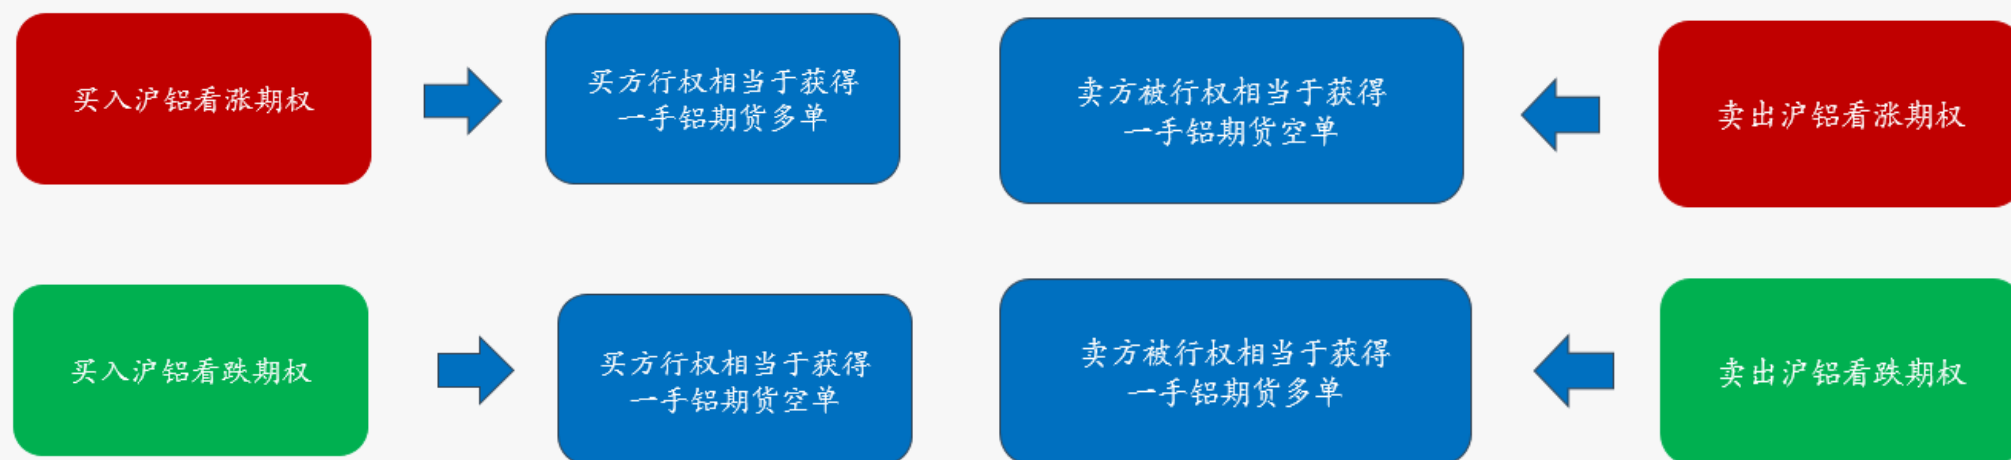 买入沪铝看涨期权
买方行权相当于获得
一手铝期货多单
卖方被行权相当于获得
一手铝期货空单
卖出沪铝看涨期权
买入沪铝看跌期权
买方行权相当于获得
一手铝期货空单
卖方被行权相当于获得
一手铝期货多单
卖出沪铝看跌期权